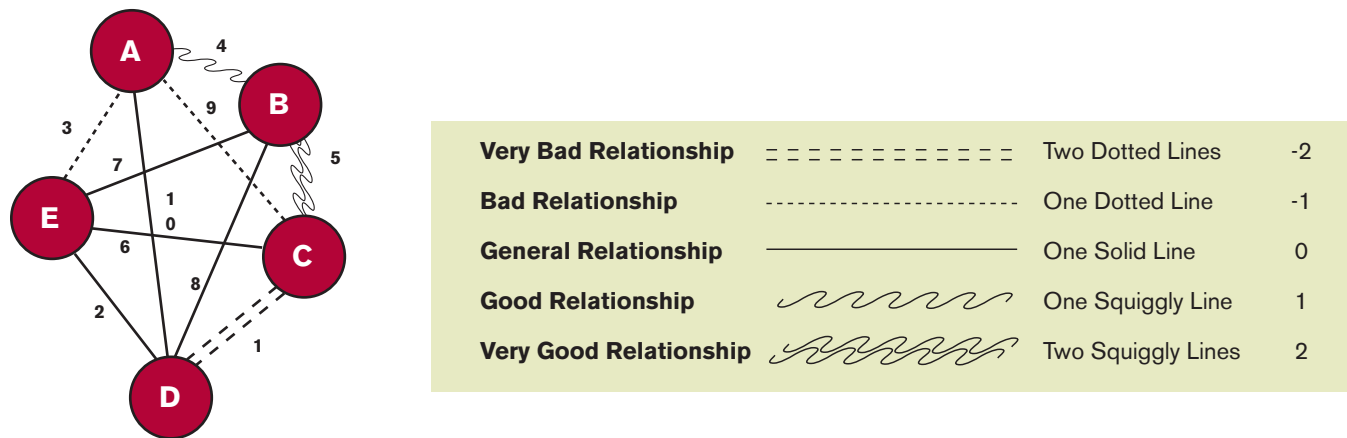 A
4
B
9
3
7
5
1
0
E
6
C
8
2
1
D
Very Bad Relationship Two Dotted Lines -2
Bad Relationship One Dotted Line -1
General Relationship One Solid Line 0
Good Relationship One Squiggly Line 1
Very Good Relationship Two Squiggly Lines 2